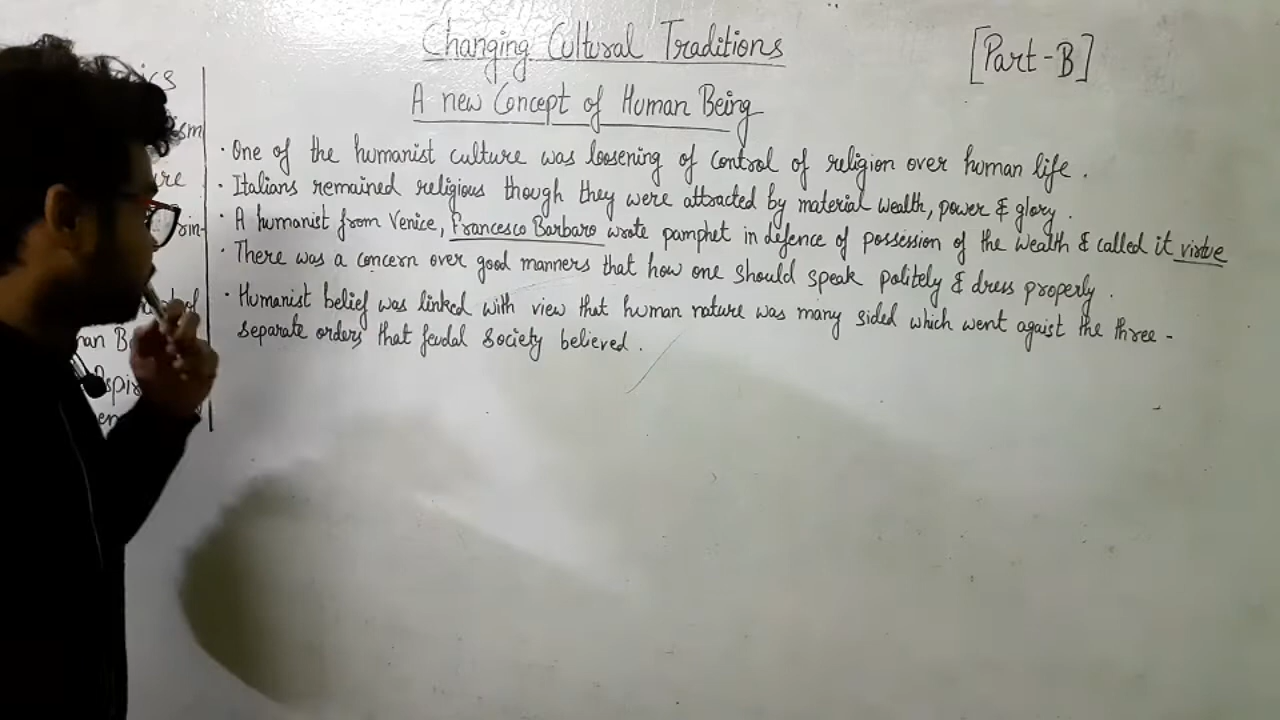 Changing Cultural Traditions
[Part-B]
A new Concept of Human Being
· One of the humanist culture was loosening of control of religion over human life.
· Italians remained religious though they were attracted by material wealth, power & glory.
· A humanist from Venice, Francesco Barbaro wrote pamphet in defence of possession of the wealth & called it virtue
· There was a concern over good manners that how one should speak politely & dress properly.
· Humanist belief was linked with view that human nature was many sided which went agaist the three-
separate orders that feudal society believed.